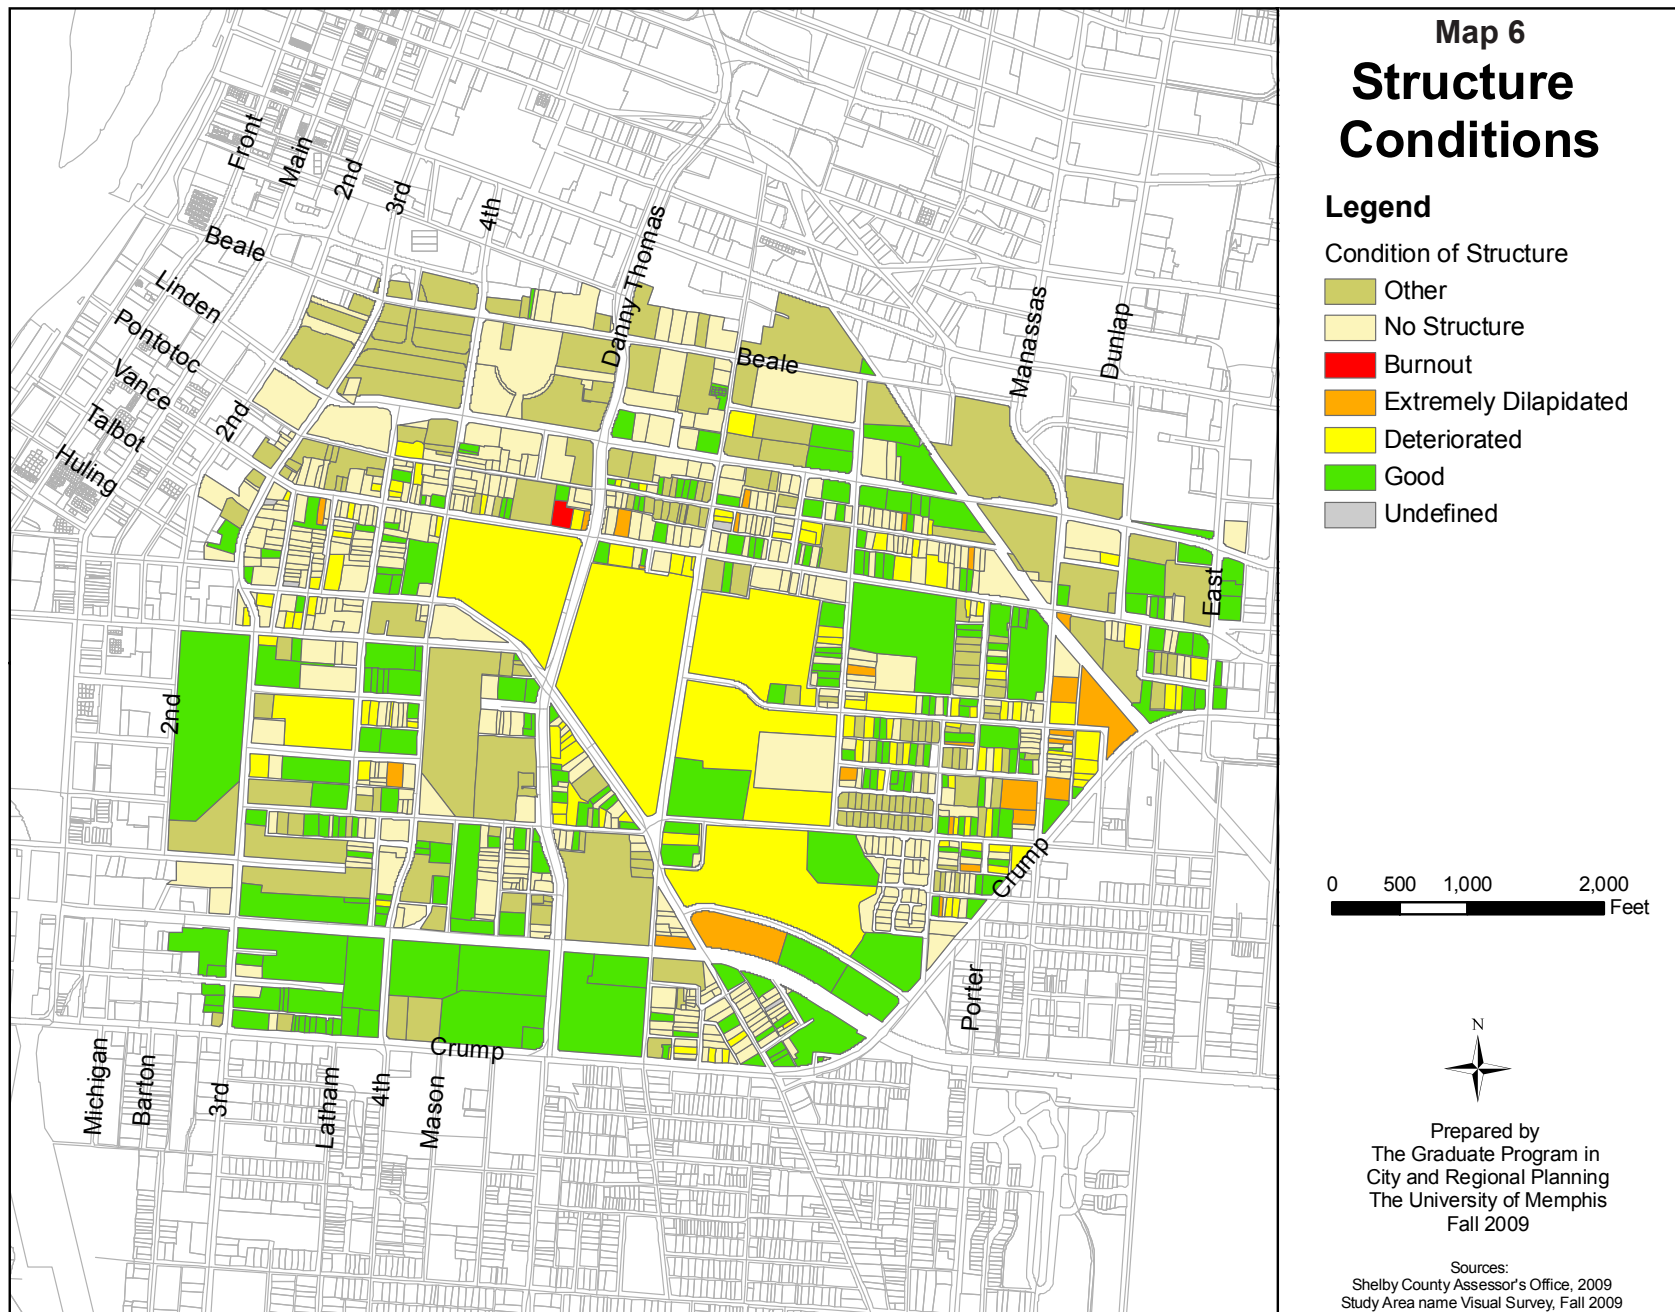 Map 6
Structure
Conditions
Legend
Condition of Structure
Other
No Structure
Burnout
Extremely Dilapidated
Deteriorated
Good
Undefined
0 500 1,000 2,000
Feet
N
Prepared by
The Graduate Program in
City and Regional Planning
The University of Memphis
Fall 2009
Sources:
Shelby County Assessor's Office, 2009
Study Area name Visual Survey, Fall 2009
Front
Main
2nd
3rd
4th
Beale
Linden
Pontotoc
Vance
Talbot
Huling
2nd
Danny Thomas
Beale
Manassas
Dunlap
East
2nd
Crump
Porter
Crump
Michigan
Barton
3rd
Latham
4th
Mason